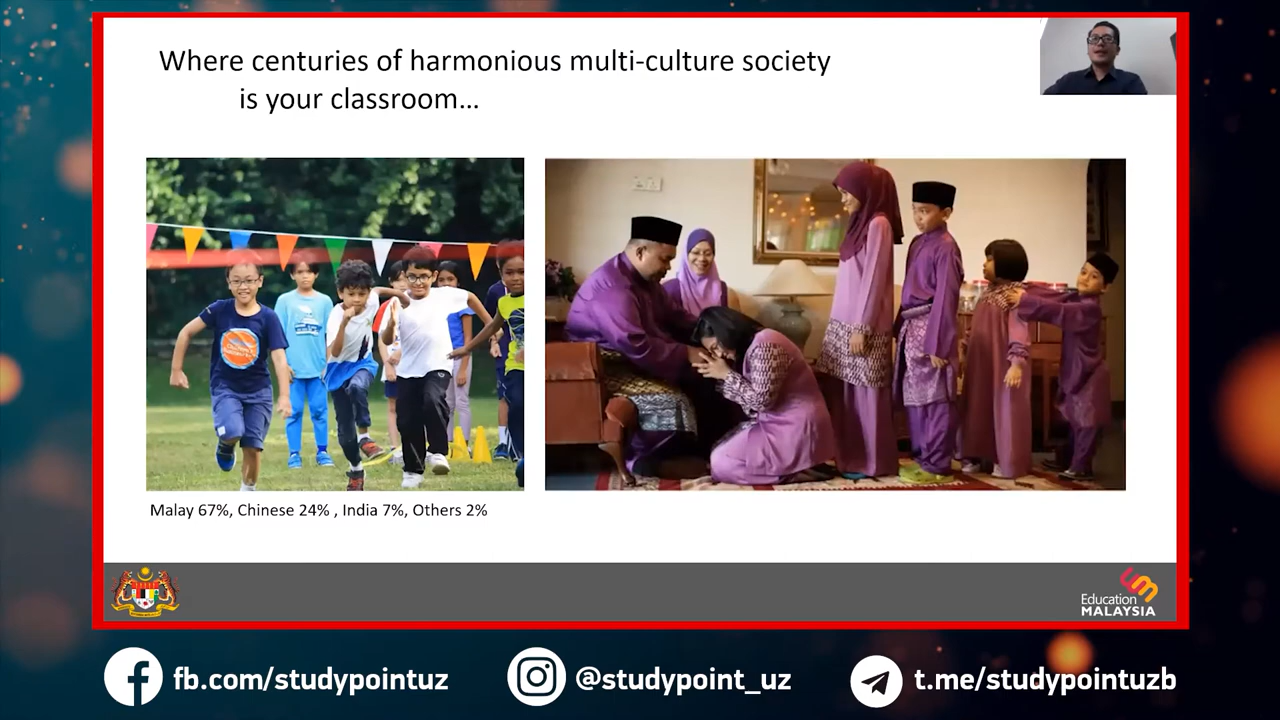 Where centuries of harmonious multi-culture society
is your classroom...
Malay 67%, Chinese 24% , India 7%, Others 2%
Education
MALAYSIA
fb.com/studypointuz
@studypoint_uz
t.me/studypointuzb